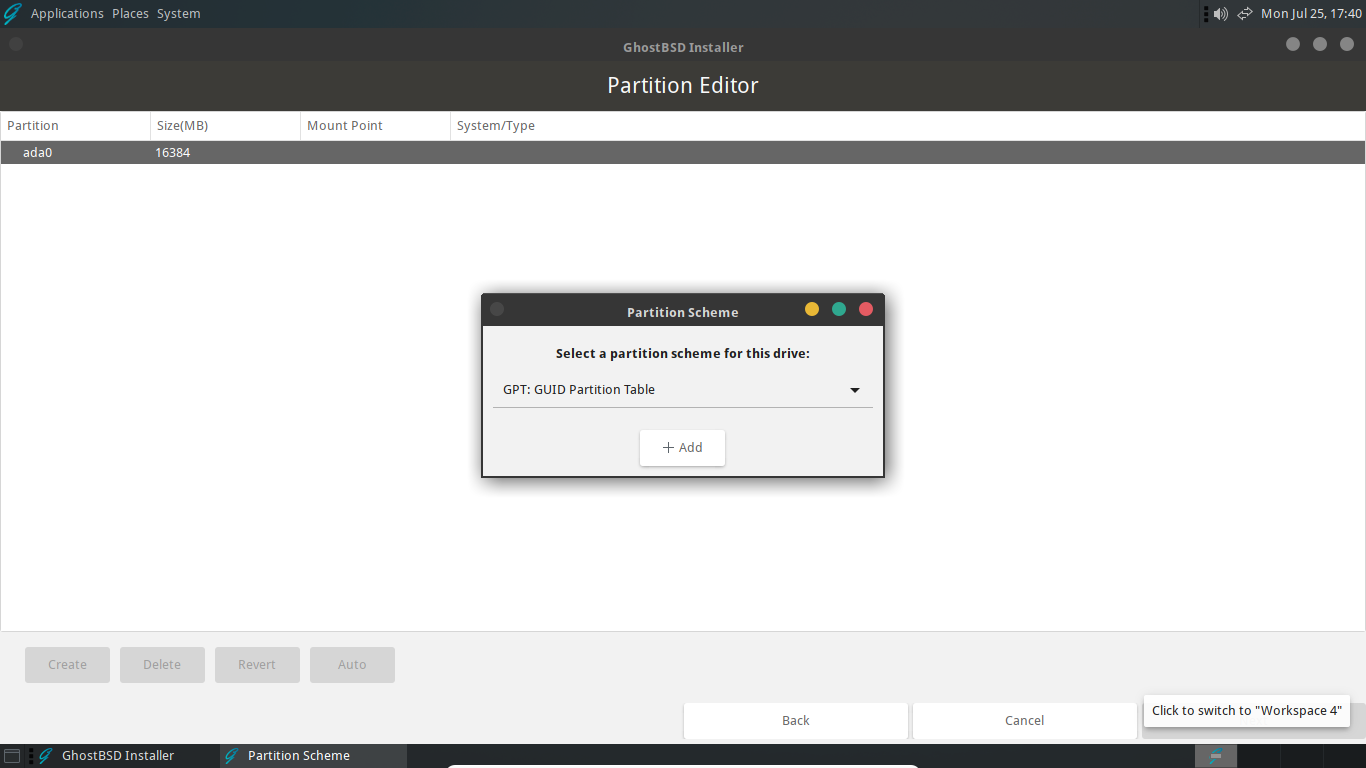 Applications Places System
Mon Jul 25, 17:40
GhostBSD Installer
Partition Editor
Partition Size(MB) Mount Point System/Type
ada0 16384
Partition Scheme
Select a partition scheme for this drive:
GPT: GUID Partition Table
Add
Create Delete Revert Auto
Click to switch to "Workspace 4"
Back Cancel
GhostBSD Installer Partition Scheme